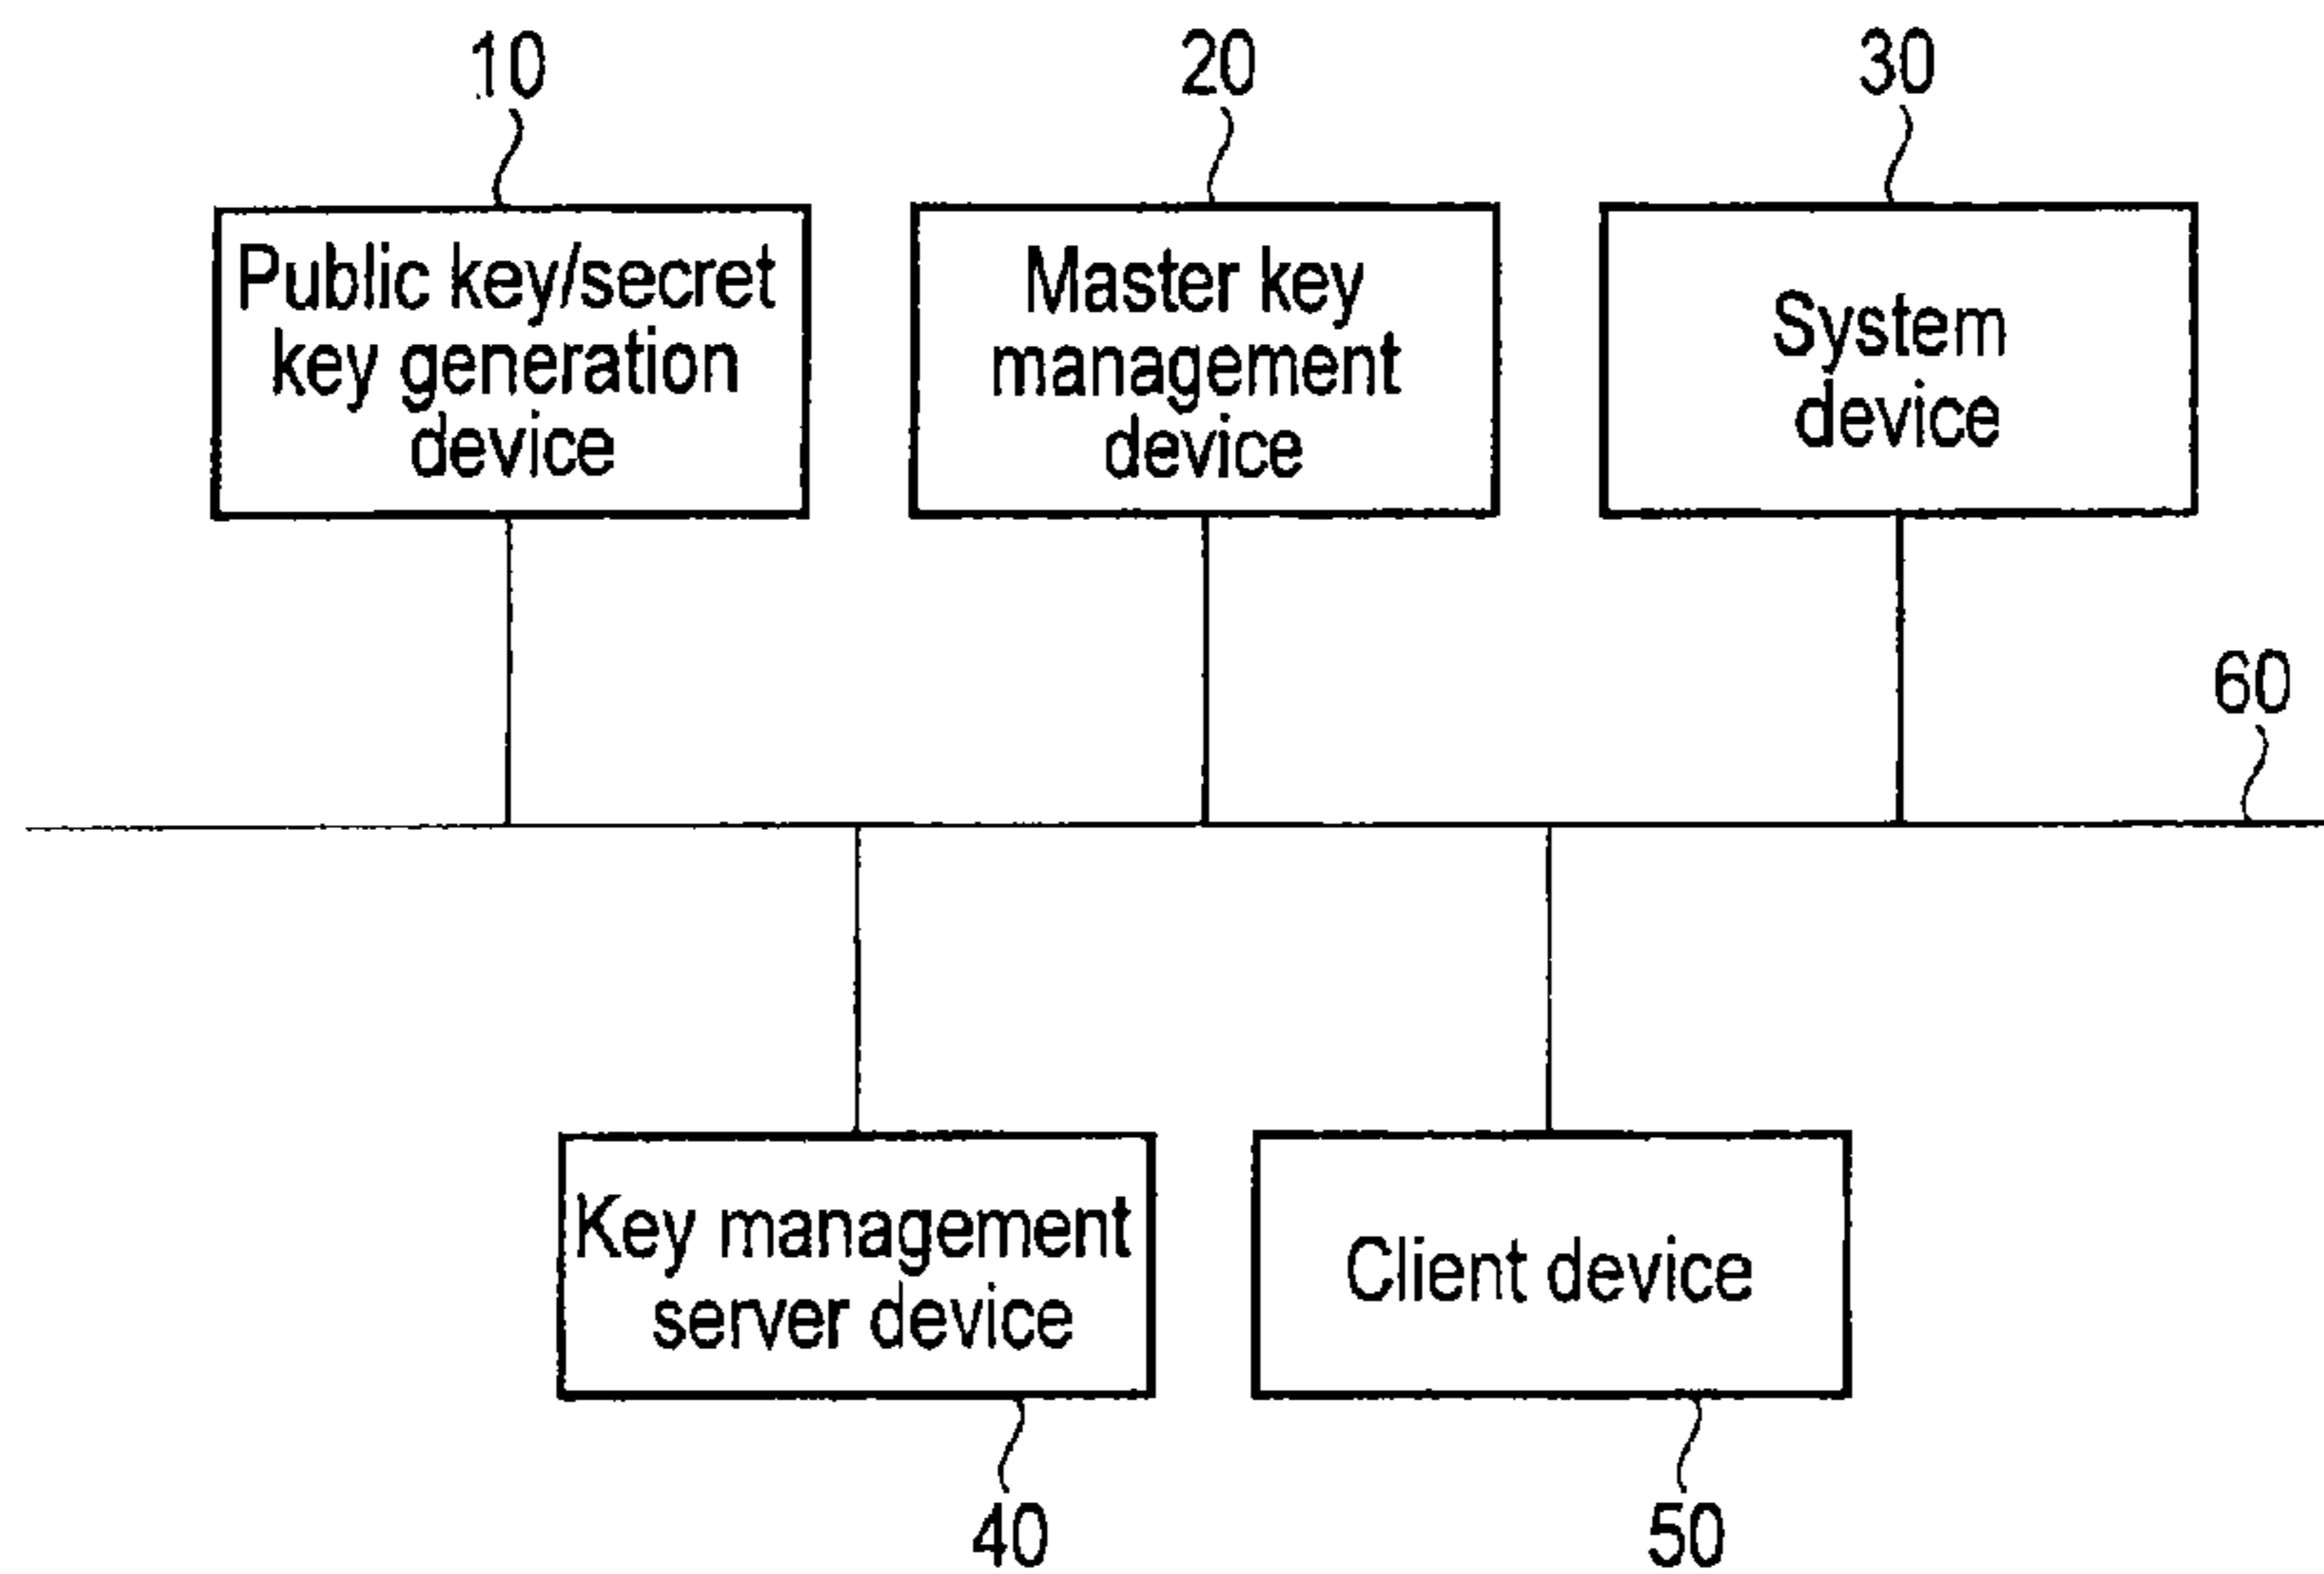 10
20
30
Public key/secret
key generation
device
Master key
management
device
System
device
60
Key management
server device
Client device
40
50